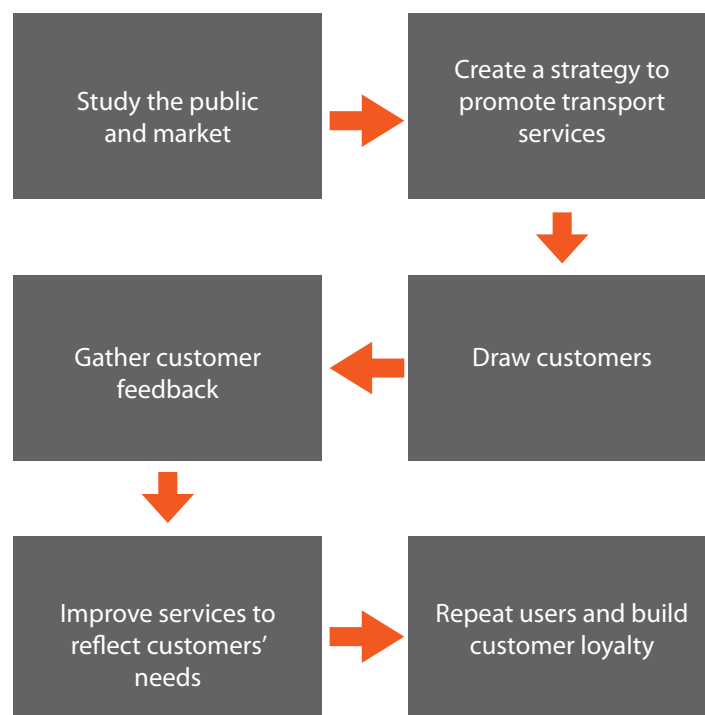 Study the public
and market
Create a strategy to
promote transport
services
Draw customers
Gather customer
feedback
Improve services to
reflect customers’
needs
Repeat users and build
customer loyalty